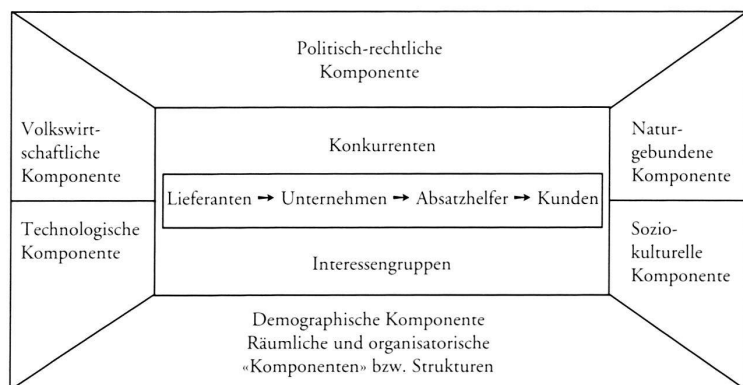 Politisch-rechtliche
Komponente
Volkswirt-
schaftliche
Komponente
Konkurrenten
Natur-
gebundene
Komponente
Lieferanten → Unternehmen → Absatzhelfer → Kunden
Technologische
Komponente
Interessengruppen
Sozio-
kulturelle
Komponente
Demographische Komponente
Räumliche und organisatorische
«Komponenten» bzw. Strukturen